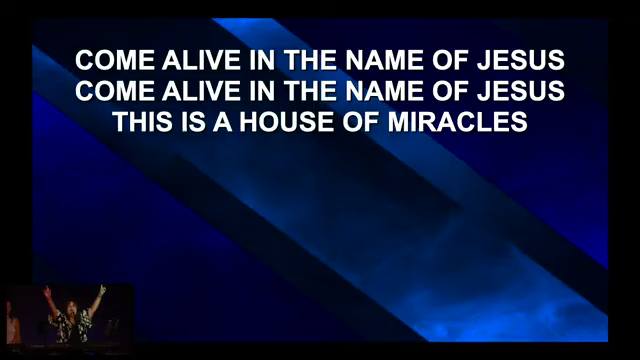 COME ALIVE IN THE NAME OF JESUS
COME ALIVE IN THE NAME OF JESUS
THIS IS A HOUSE OF MIRACLES